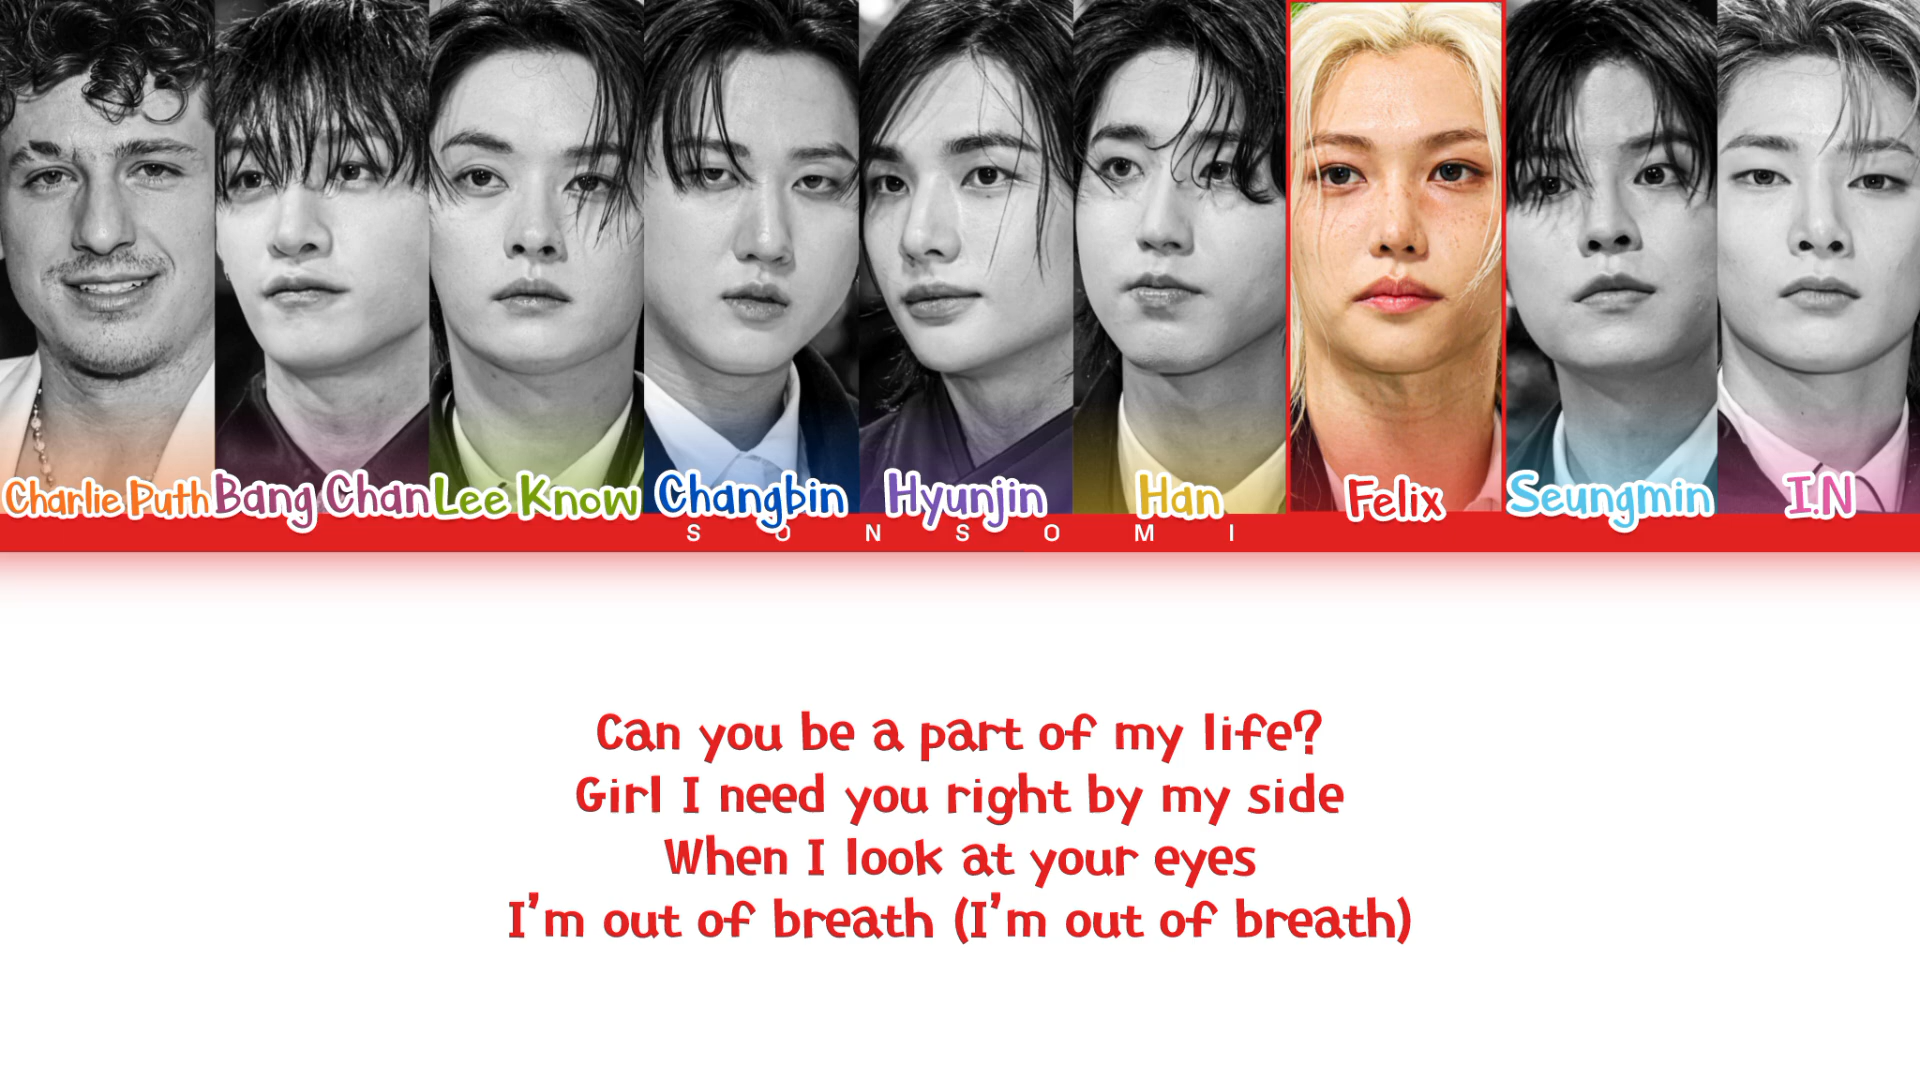 Charlie Puth Bang Chan Lee Know Changbin Hyunjin Han Felix Seungmin I.N
SONSOMI
Can you be a part of my life?
Girl I need you right by my side
When I look at your eyes
I'm out of breath (I'm out of breath)